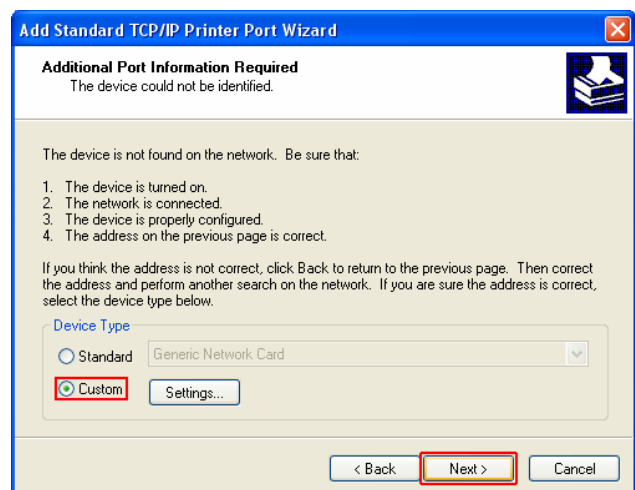 Add Standard TCP/IP Printer Port Wizard
Additional Port Information Required
The device could not be identified.
The device is not found on the network. Be sure that:
1. The device is turned on.
2. The network is connected.
3. The device is properly configured.
4. The address on the previous page is correct.
If you think the address is not correct, click Back to return to the previous page. Then correct
the address and perform another search on the network. If you are sure the address is correct,
select the device type below.
Device Type
Standard Generic Network Card
Custom Settings...
< Back Next > Cancel